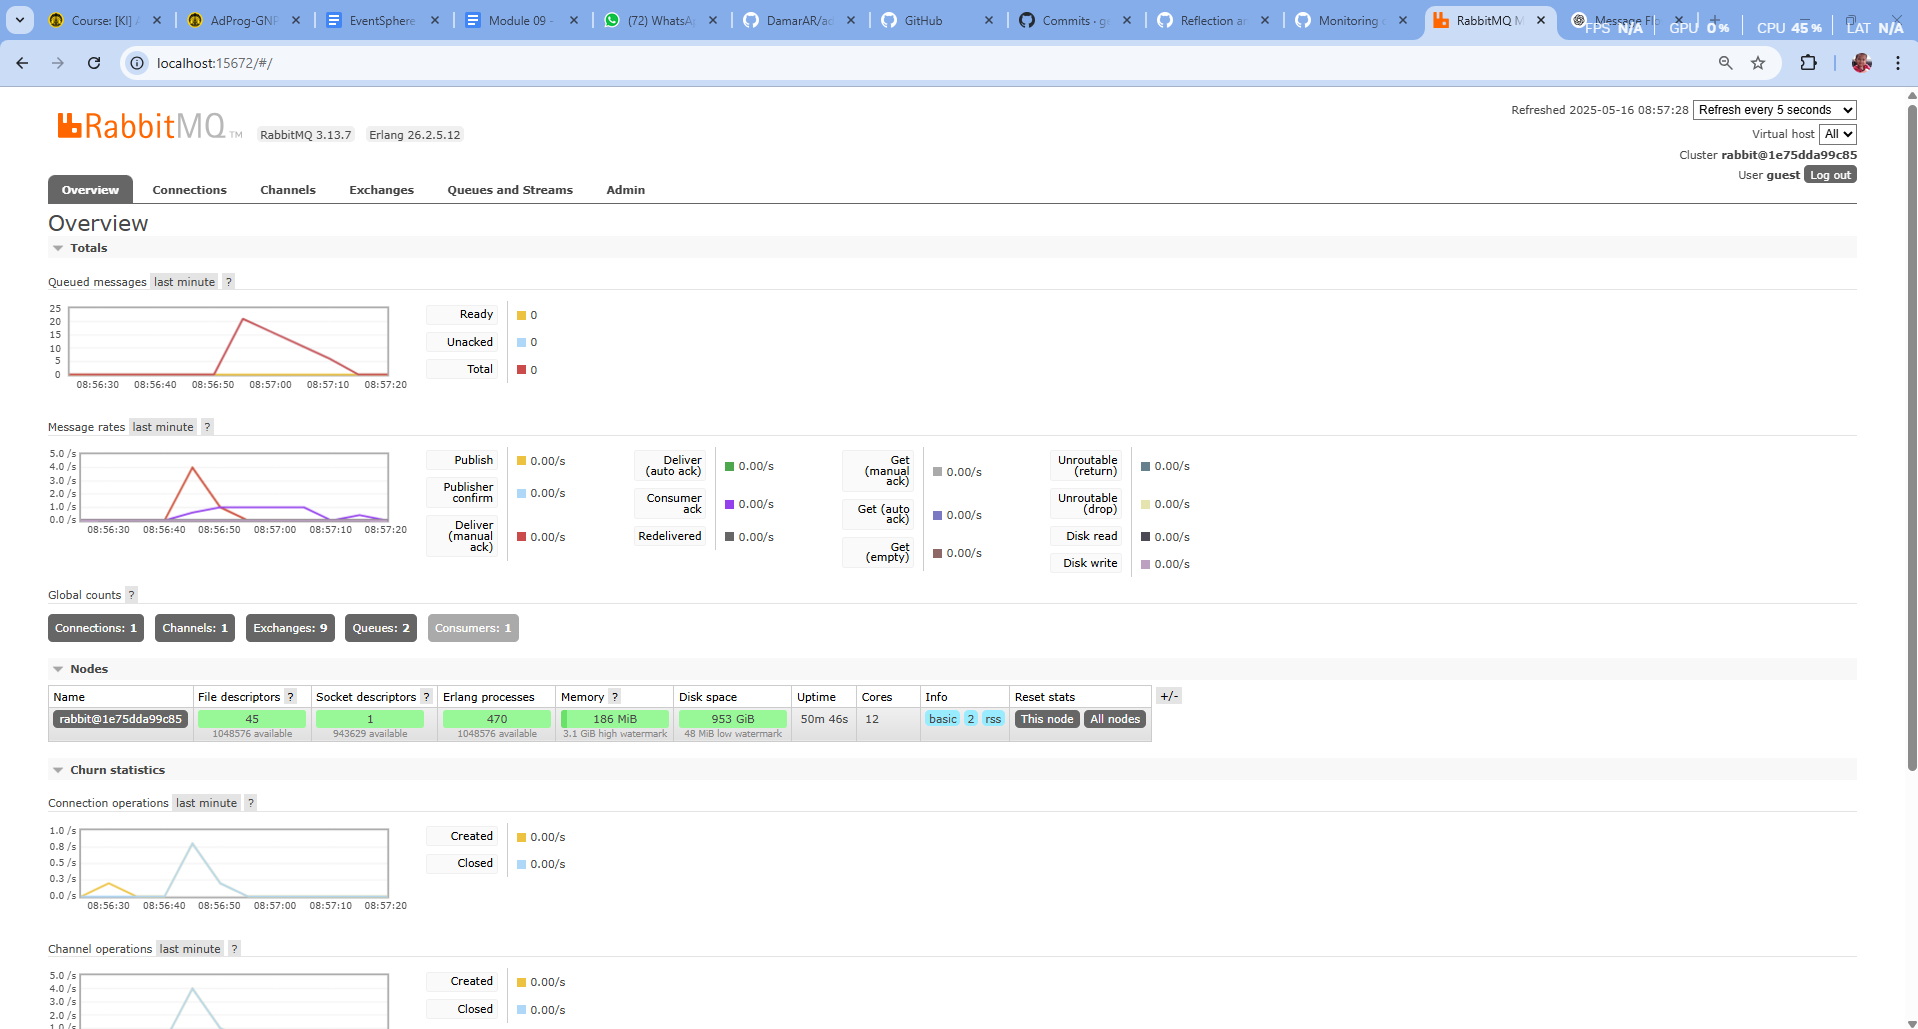 Course: [KI] A
AdProg-GNP
EventSphere
Module 09 -
(72) WhatsA
DamarAR/ad
GitHub
Commits · ge
Reflection an
Monitoring
RabbitMQ M
Message Fl
FPS N/A GPU 0% CPU 45% LAT N/A
localhost:15672/#/
RabbitMQ TM
RabbitMQ 3.13.7
Erlang 26.2.5.12
Refreshed 2025-05-16 08:57:28 Refresh every 5 seconds
Virtual host All
Cluster rabbit@1e75dda99c85
User guest Log out
Overview Connections Channels Exchanges Queues and Streams Admin
Overview
Totals
Queued messages last minute ?
25
20
15
10
5
0
08:56:30 08:56:40 08:56:50 08:57:00 08:57:10 08:57:20
Ready 0
Unacked 0
Total 0
Message rates last minute ?
5.0 /s
4.0 /s
3.0 /s
2.0 /s
1.0 /s
0.0 /s
08:56:30 08:56:40 08:56:50 08:57:00 08:57:10 08:57:20
Publish 0.00/s
Publisher confirm 0.00/s
Deliver (manual ack) 0.00/s
Deliver (auto ack) 0.00/s
Consumer ack 0.00/s
Redelivered 0.00/s
Get (manual ack) 0.00/s
Get (auto ack) 0.00/s
Get (empty) 0.00/s
Unroutable (return) 0.00/s
Unroutable (drop) 0.00/s
Disk read 0.00/s
Disk write 0.00/s
Global counts ?
Connections: 1 Channels: 1 Exchanges: 9 Queues: 2 Consumers: 1
Nodes
Name File descriptors ? Socket descriptors ? Erlang processes Memory ? Disk space Uptime Cores Info Reset stats +/-
rabbit@1e75dda99c85 45 1 470 186 MiB 953 GiB 50m 46s 12 basic 2 rss This node All nodes
1048576 available 943629 available 1048576 available 3.1 GiB high watermark 48 MiB low watermark
Churn statistics
Connection operations last minute ?
1.0 /s
0.8 /s
0.5 /s
0.3 /s
0.0 /s
08:56:30 08:56:40 08:56:50 08:57:00 08:57:10 08:57:20
Created 0.00/s
Closed 0.00/s
Channel operations last minute ?
5.0 /s
4.0 /s
3.0 /s
2.0 /s
1.0 /s
Created 0.00/s
Closed 0.00/s